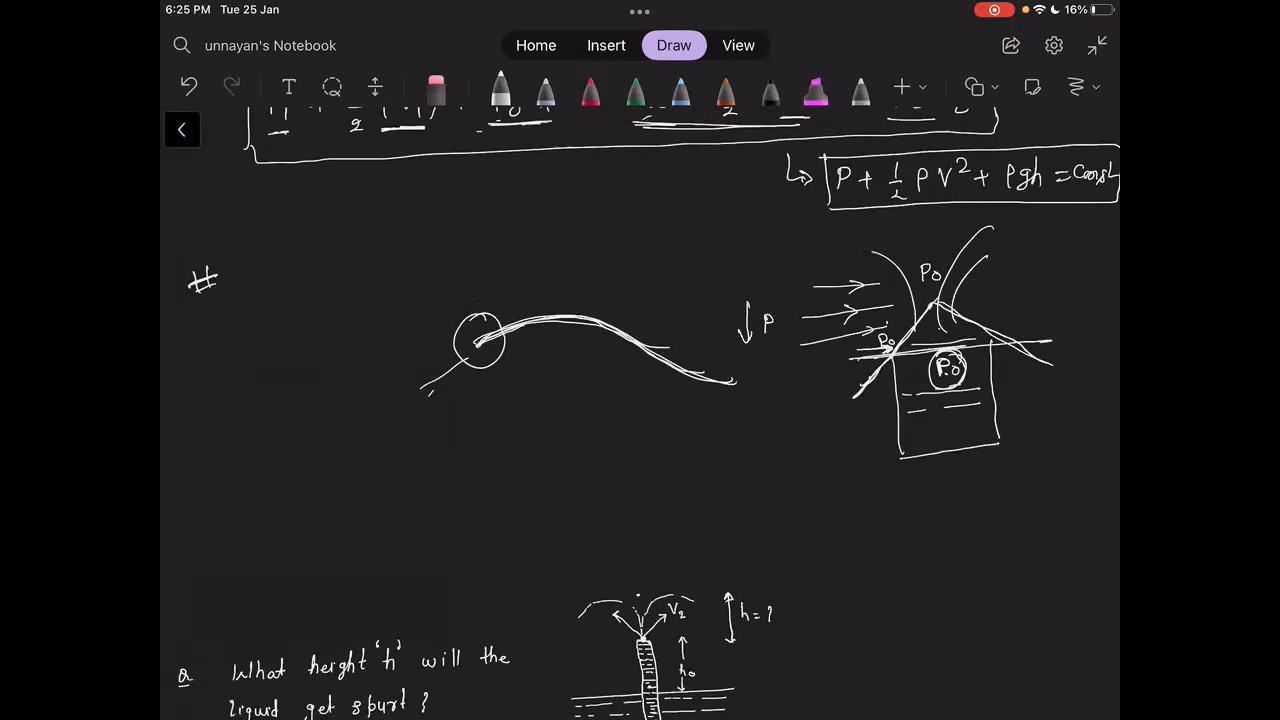 6:25 PM Tue 25 Jan
16%
unnayan's Notebook
Home Insert Draw View
P + 1/2 ρ V² + ρgh = Const
#
P
P₀
P₀
P₀
V₂
h = ?
h₀
Q What height 'h' will the
liquid get spurt ?